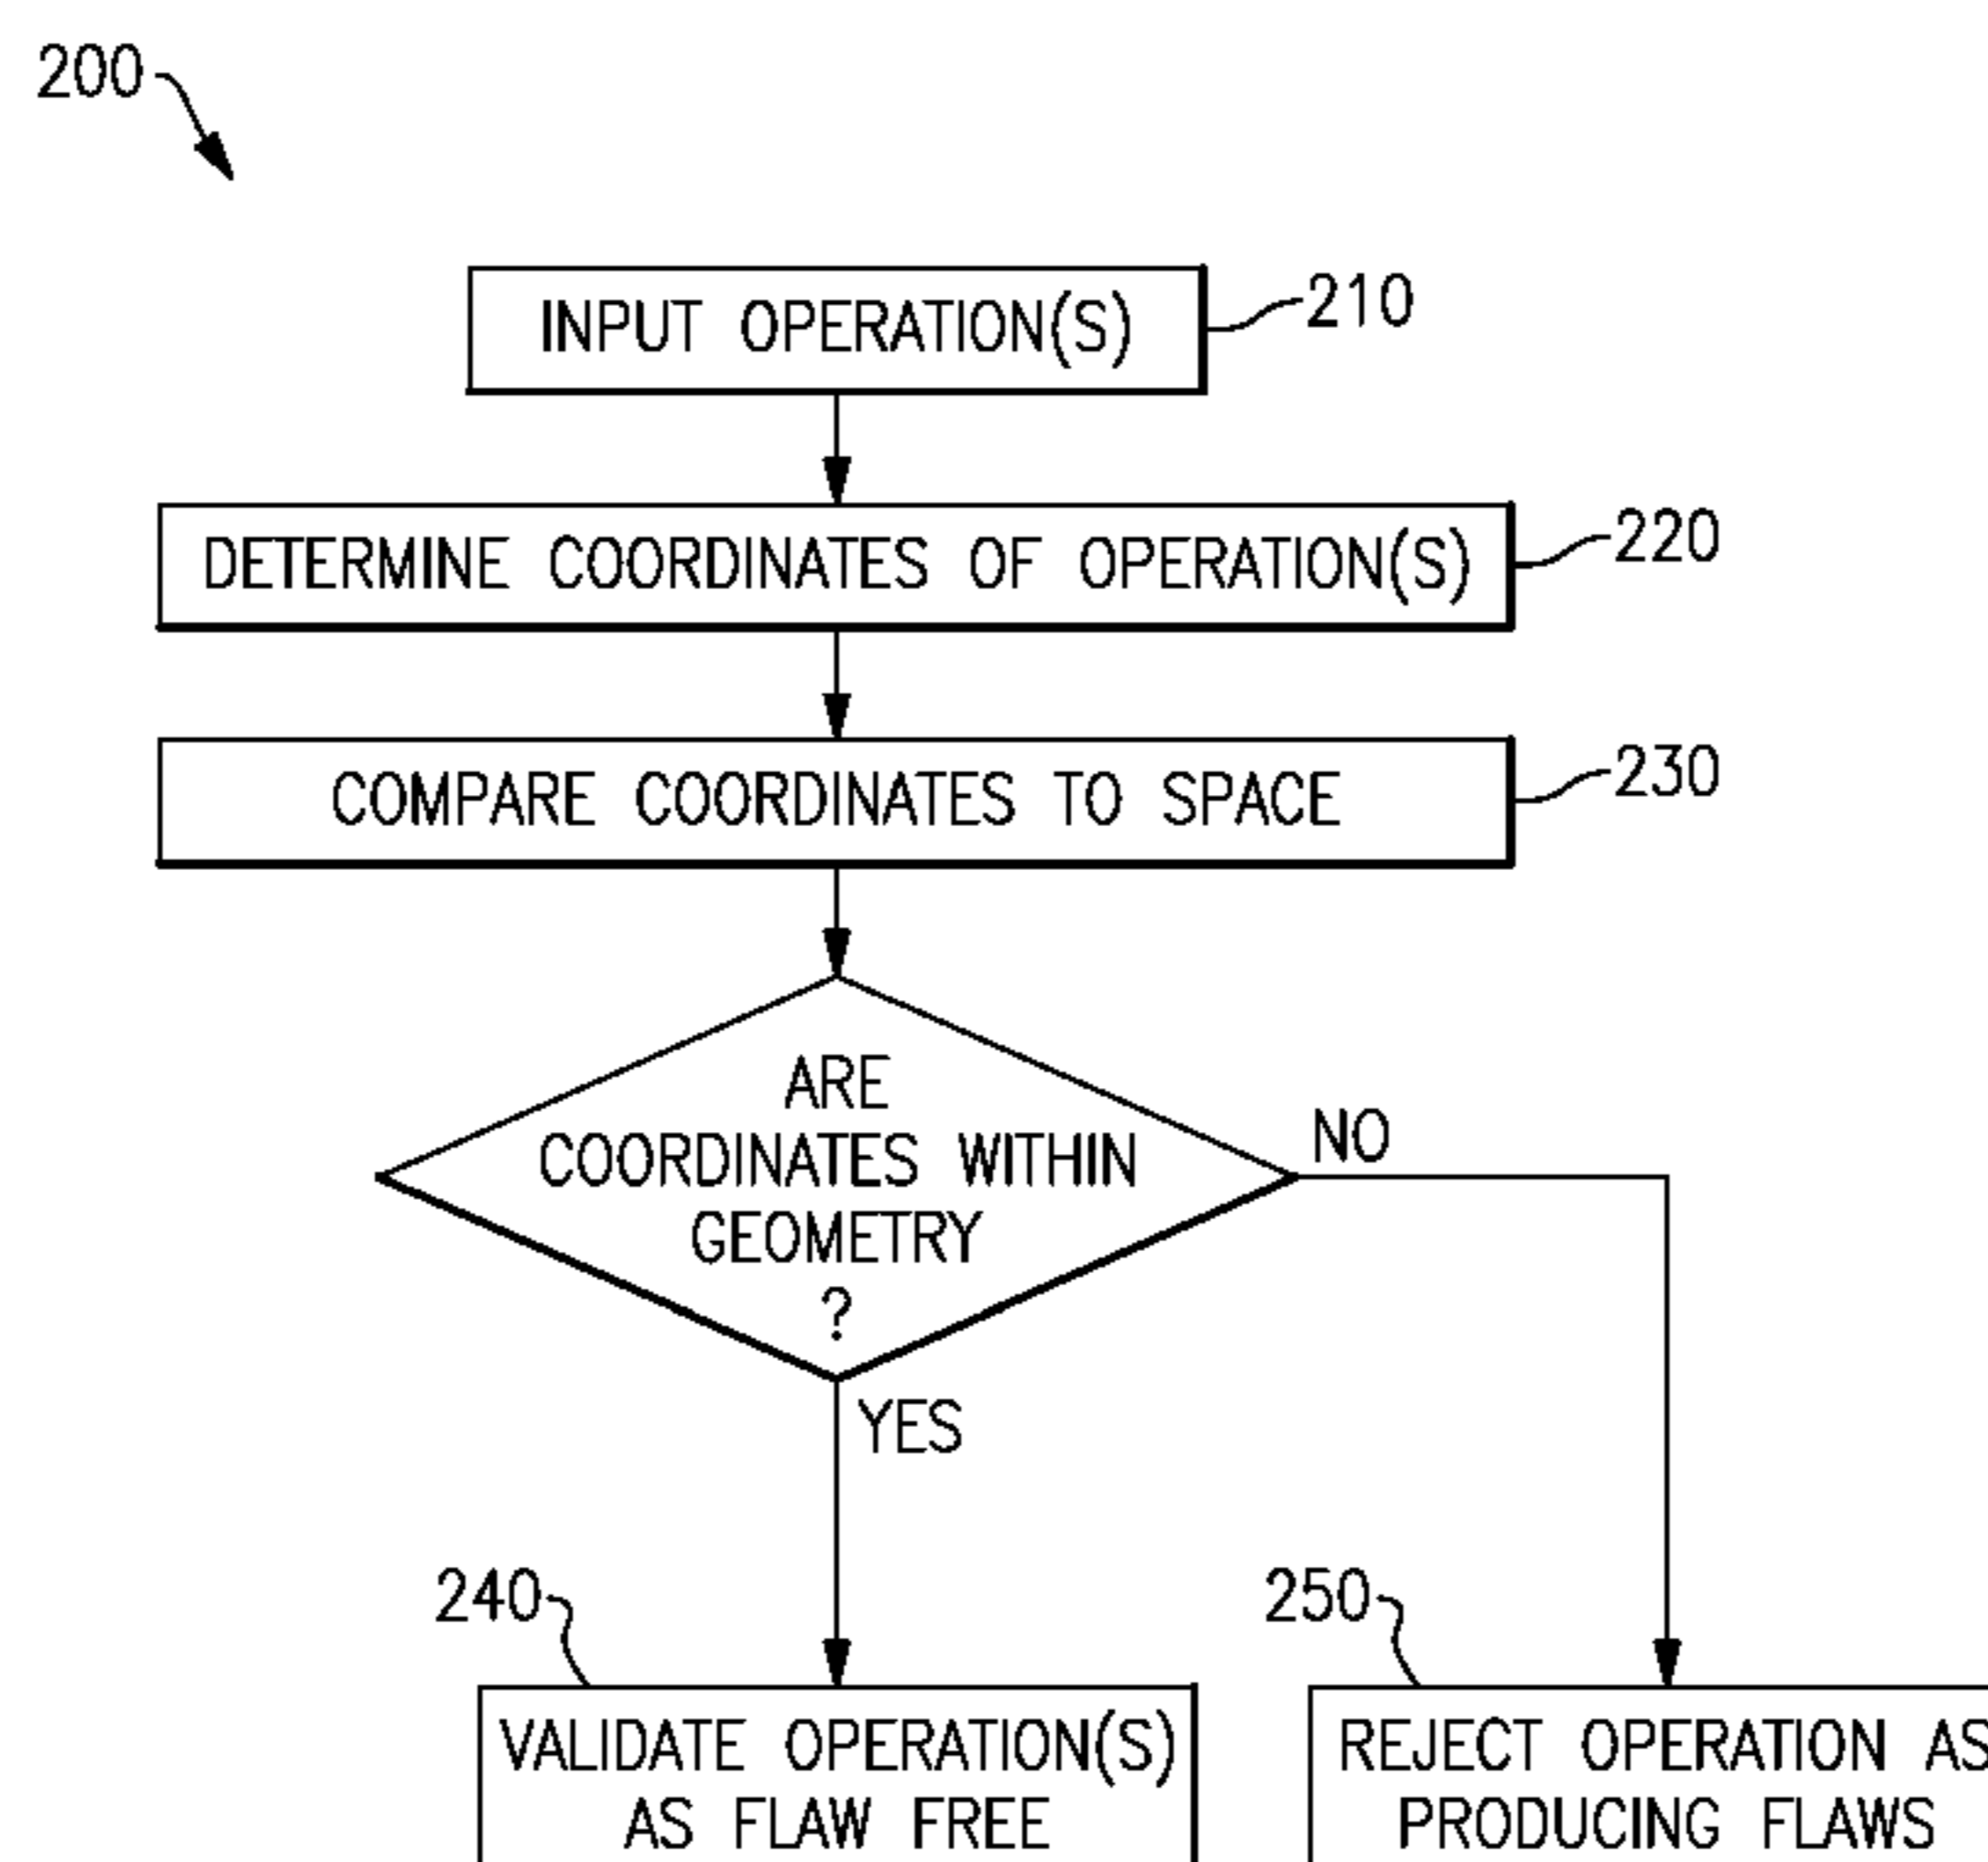 200
INPUT OPERATION(S)
210
DETERMINE COORDINATES OF OPERATION(S)
220
COMPARE COORDINATES TO SPACE
230
ARE
COORDINATES WITHIN
GEOMETRY
?
NO
YES
240
250
VALIDATE OPERATION(S)
AS FLAW FREE
REJECT OPERATION AS
PRODUCING FLAWS